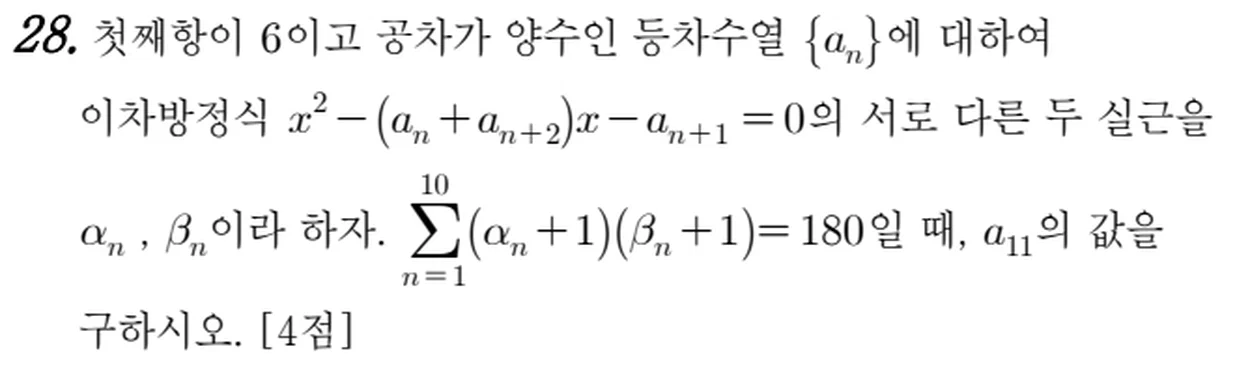 28. 첫째항이 6이고 공차가 양수인 등차수열 {aₙ}에 대하여
이차방정식 x² − (aₙ + aₙ₊₂)x − aₙ₊₁ = 0의 서로 다른 두 실근을
αₙ, βₙ이라 하자. ∑ₙ₌₁¹⁰ (αₙ + 1)(βₙ + 1) = 180일 때, a₁₁의 값을
구하시오. [4점]